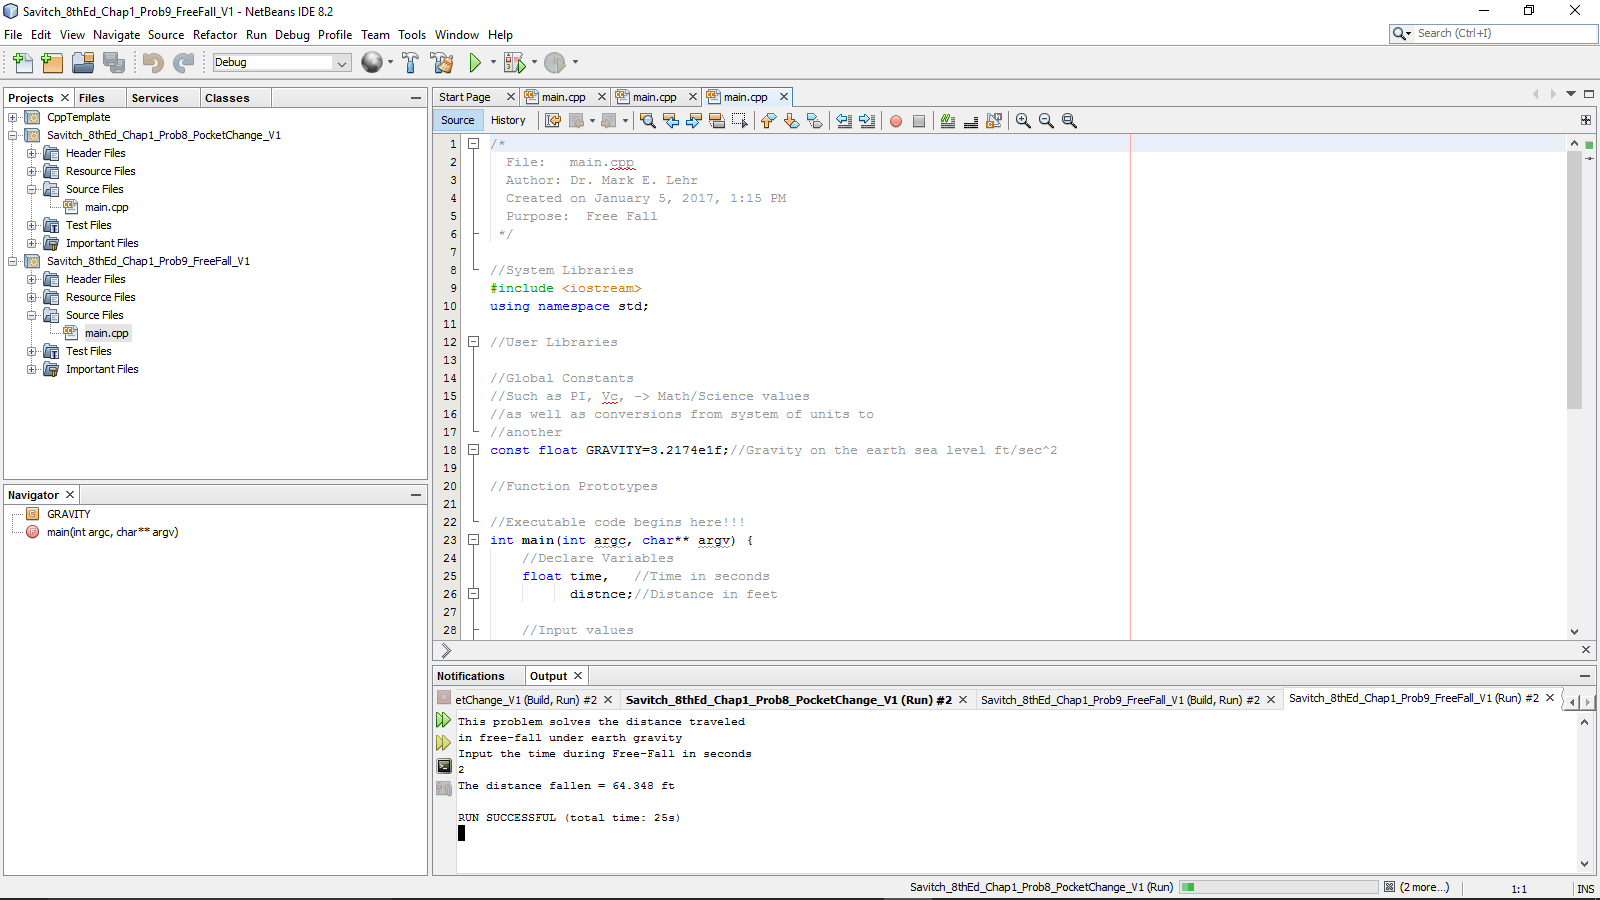 Savitch_8thEd_Chap1_Prob9_FreeFall_V1 - NetBeans IDE 8.2
File Edit View Navigate Source Refactor Run Debug Profile Team Tools Window Help
Search (Ctrl+I)
Debug
Projects Files Services Classes
CppTemplate
Savitch_8thEd_Chap1_Prob8_PocketChange_V1
Header Files
Resource Files
Source Files
main.cpp
Test Files
Important Files
Savitch_8thEd_Chap1_Prob9_FreeFall_V1
Header Files
Resource Files
Source Files
main.cpp
Test Files
Important Files
Navigator
GRAVITY
main(int argc, char** argv)
Start Page main.cpp main.cpp main.cpp
Source History
1 /*
2 File:   main.cpp
3 Author: Dr. Mark E. Lehr
4 Created on January 5, 2017, 1:15 PM
5 Purpose:  Free Fall
6 */
7
8 //System Libraries
9 #include <iostream>
10 using namespace std;
11
12 //User Libraries
13
14 //Global Constants
15 //Such as PI, Vc, -> Math/Science values
16 //as well as conversions from system of units to
17 //another
18 const float GRAVITY=3.2174e1f;//Gravity on the earth sea level ft/sec^2
19
20 //Function Prototypes
21
22 //Executable code begins here!!!
23 int main(int argc, char** argv) {
24 //Declare Variables
25 float time,   //Time in seconds
26 distnce;//Distance in feet
27
28 //Input values
Notifications Output
etChange_V1 (Build, Run) #2 Savitch_8thEd_Chap1_Prob8_PocketChange_V1 (Run) #2 Savitch_8thEd_Chap1_Prob9_FreeFall_V1 (Build, Run) #2 Savitch_8thEd_Chap1_Prob9_FreeFall_V1 (Run) #2
This problem solves the distance traveled
in free-fall under earth gravity
Input the time during Free-Fall in seconds
2
The distance fallen = 64.348 ft
RUN SUCCESSFUL (total time: 25s)
Savitch_8thEd_Chap1_Prob8_PocketChange_V1 (Run) (2 more...) 1:1 INS